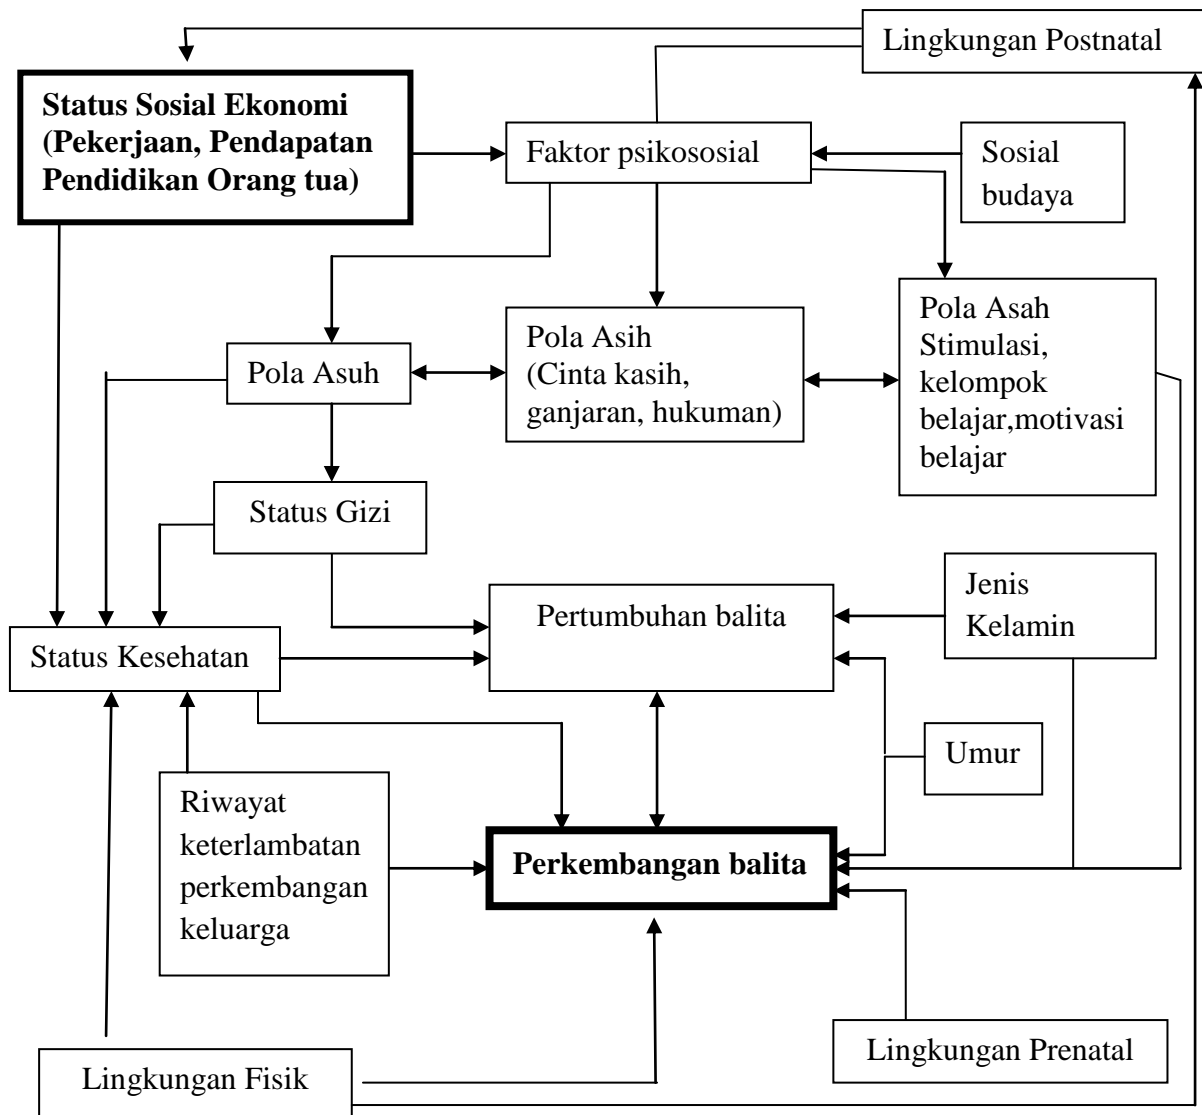 Lingkungan Postnatal
Status Sosial Ekonomi
(Pekerjaan, Pendapatan
Pendidikan Orang tua)
Faktor psikososial
Sosial
budaya
Pola Asuh
Pola Asih
(Cinta kasih,
ganjaran, hukuman)
Pola Asah
Stimulasi,
kelompok
belajar,motivasi
belajar
Status Gizi
Pertumbuhan balita
Jenis
Kelamin
Status Kesehatan
Umur
Riwayat
keterlambatan
perkembangan
keluarga
Perkembangan balita
Lingkungan Prenatal
Lingkungan Fisik